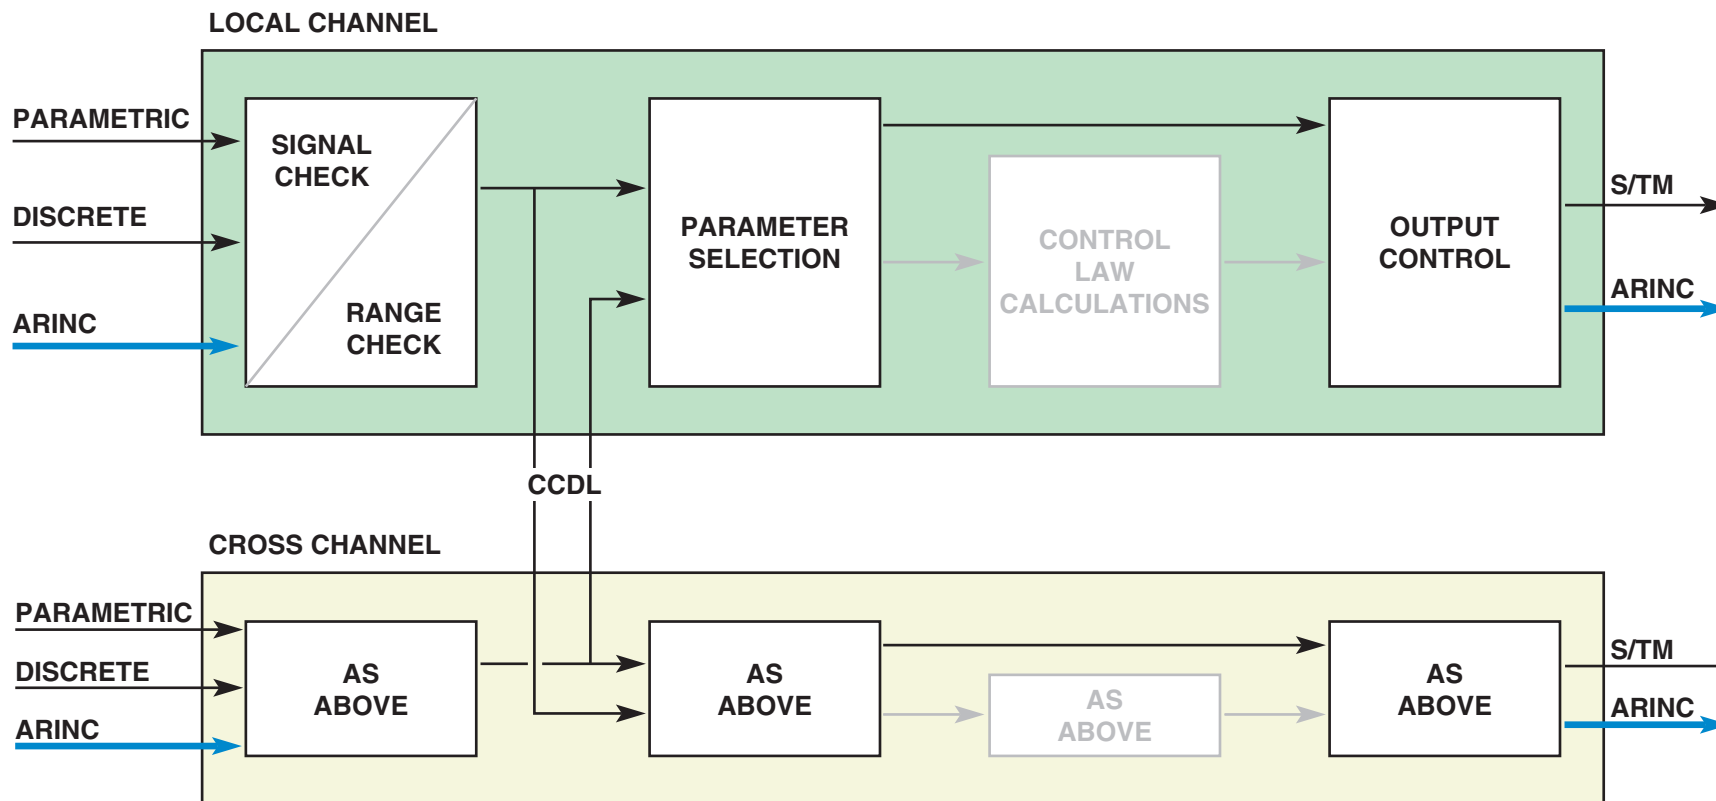 LOCAL CHANNEL
PARAMETRIC
DISCRETE
ARINC
SIGNAL
CHECK
RANGE
CHECK
PARAMETER
SELECTION
CONTROL
LAW
CALCULATIONS
OUTPUT
CONTROL
S/TM
ARINC
CCDL
CROSS CHANNEL
PARAMETRIC
DISCRETE
ARINC
AS
ABOVE
AS
ABOVE
AS
ABOVE
AS
ABOVE
S/TM
ARINC